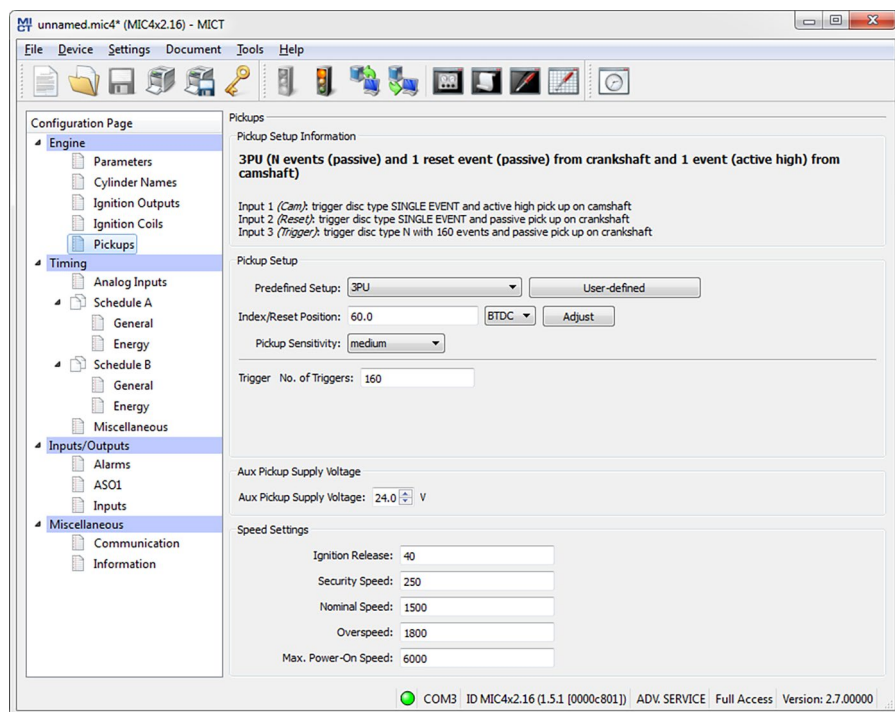 MICT unnamed.mic4* (MIC4x2.16) - MICT
File Device Settings Document Tools Help
Configuration Page
Engine
Parameters
Cylinder Names
Ignition Outputs
Ignition Coils
Pickups
Timing
Analog Inputs
Schedule A
General
Energy
Schedule B
General
Energy
Miscellaneous
Inputs/Outputs
Alarms
ASO1
Inputs
Miscellaneous
Communication
Information
Pickups
Pickup Setup Information
3PU (N events (passive) and 1 reset event (passive) from crankshaft and 1 event (active high) from
camshaft)
Input 1 (Cam): trigger disc type SINGLE EVENT and active high pick up on camshaft
Input 2 (Reset): trigger disc type SINGLE EVENT and passive pick up on crankshaft
Input 3 (Trigger): trigger disc type N with 160 events and passive pick up on crankshaft
Pickup Setup
Predefined Setup: 3PU User-defined
Index/Reset Position: 60.0 BTDC Adjust
Pickup Sensitivity: medium
Trigger No. of Triggers: 160
Aux Pickup Supply Voltage
Aux Pickup Supply Voltage: 24.0 V
Speed Settings
Ignition Release: 40
Security Speed: 250
Nominal Speed: 1500
Overspeed: 1800
Max. Power-On Speed: 6000
COM3 ID MIC4x2.16 (1.5.1 [0000c801]) ADV. SERVICE Full Access Version: 2.7.00000